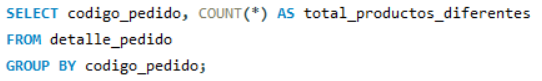 SELECT codigo_pedido, COUNT(*) AS total_productos_diferentes
FROM detalle_pedido
GROUP BY codigo_pedido;